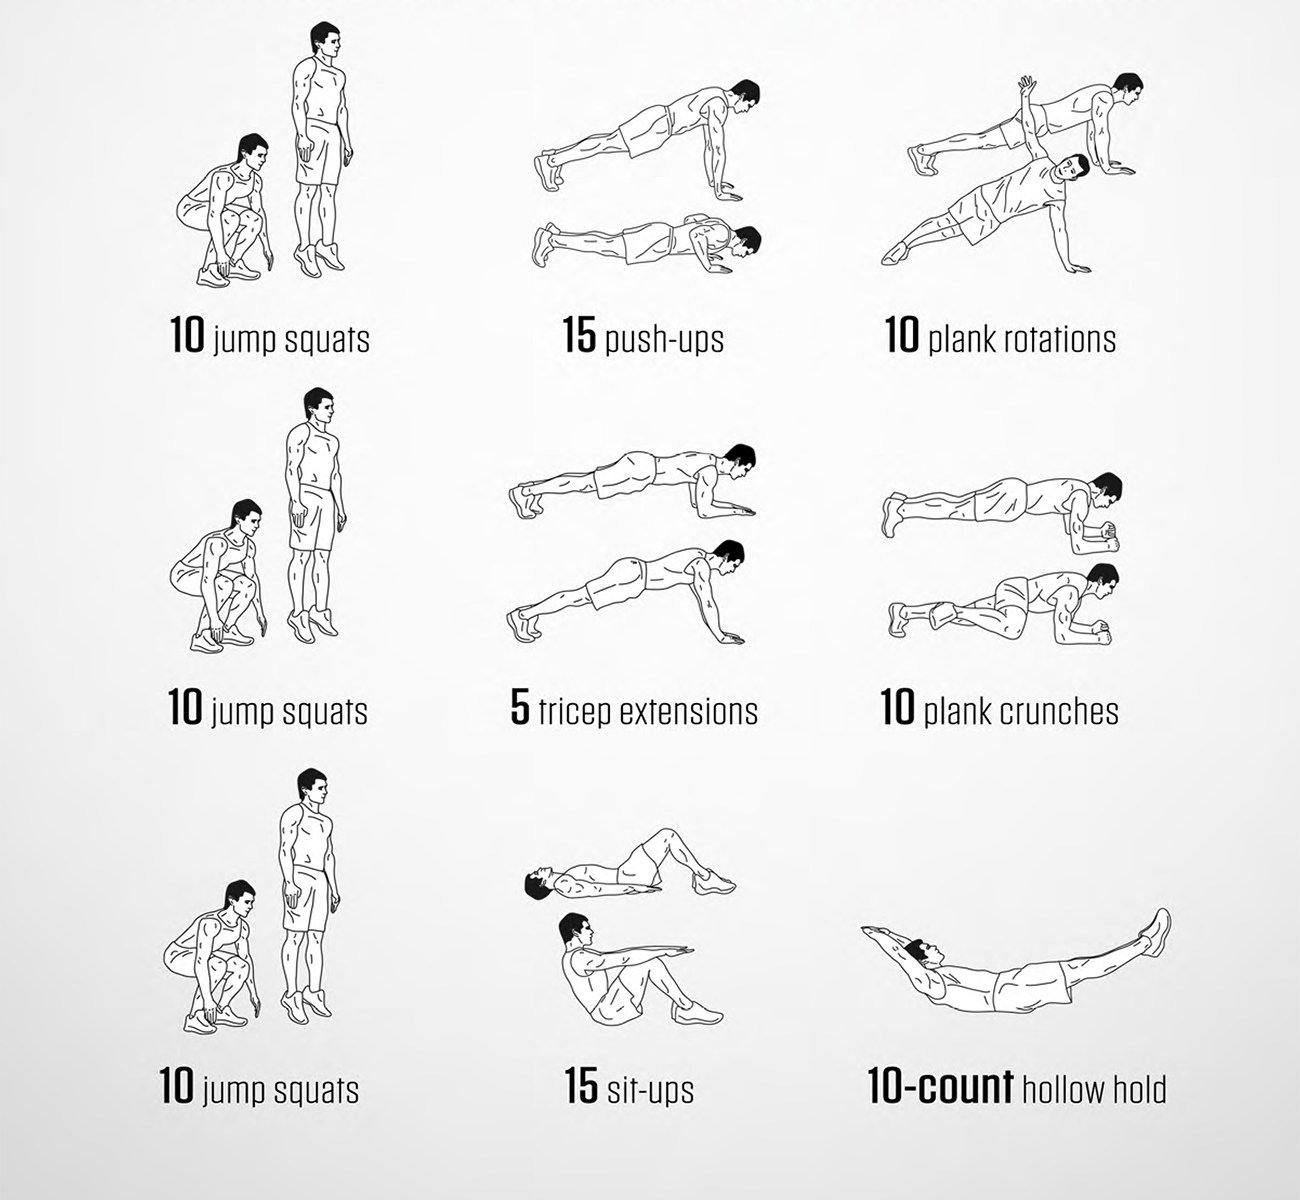 10 jump squats
15 push-ups
10 plank rotations
10 jump squats
5 tricep extensions
10 plank crunches
10 jump squats
15 sit-ups
10-count hollow hold